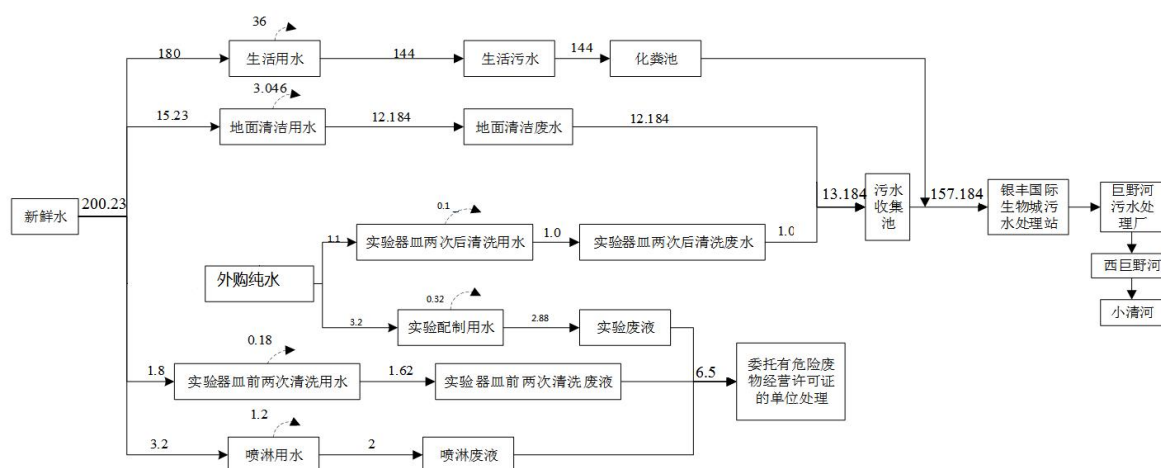 36
180
生活用水
144
生活污水
144
化粪池
3.046
15.23
地面清洁用水
12.184
地面清洁废水
12.184
新鲜水
200.23
13.184
污水
收集
池
157.184
银丰国际
生物城污
水处理站
巨野河
污水处
理厂
西巨野河
小清河
0.1
1.1
实验器皿两次后清洗用水
1.0
实验器皿两次后清洗废水
1.0
外购纯水
0.32
3.2
实验配制用水
2.88
实验废液
0.18
1.8
实验器皿前两次清洗用水
1.62
实验器皿前两次清洗废液
6.5
委托有危险废
物经营许可证
的单位处理
1.2
3.2
喷淋用水
2
喷淋废液